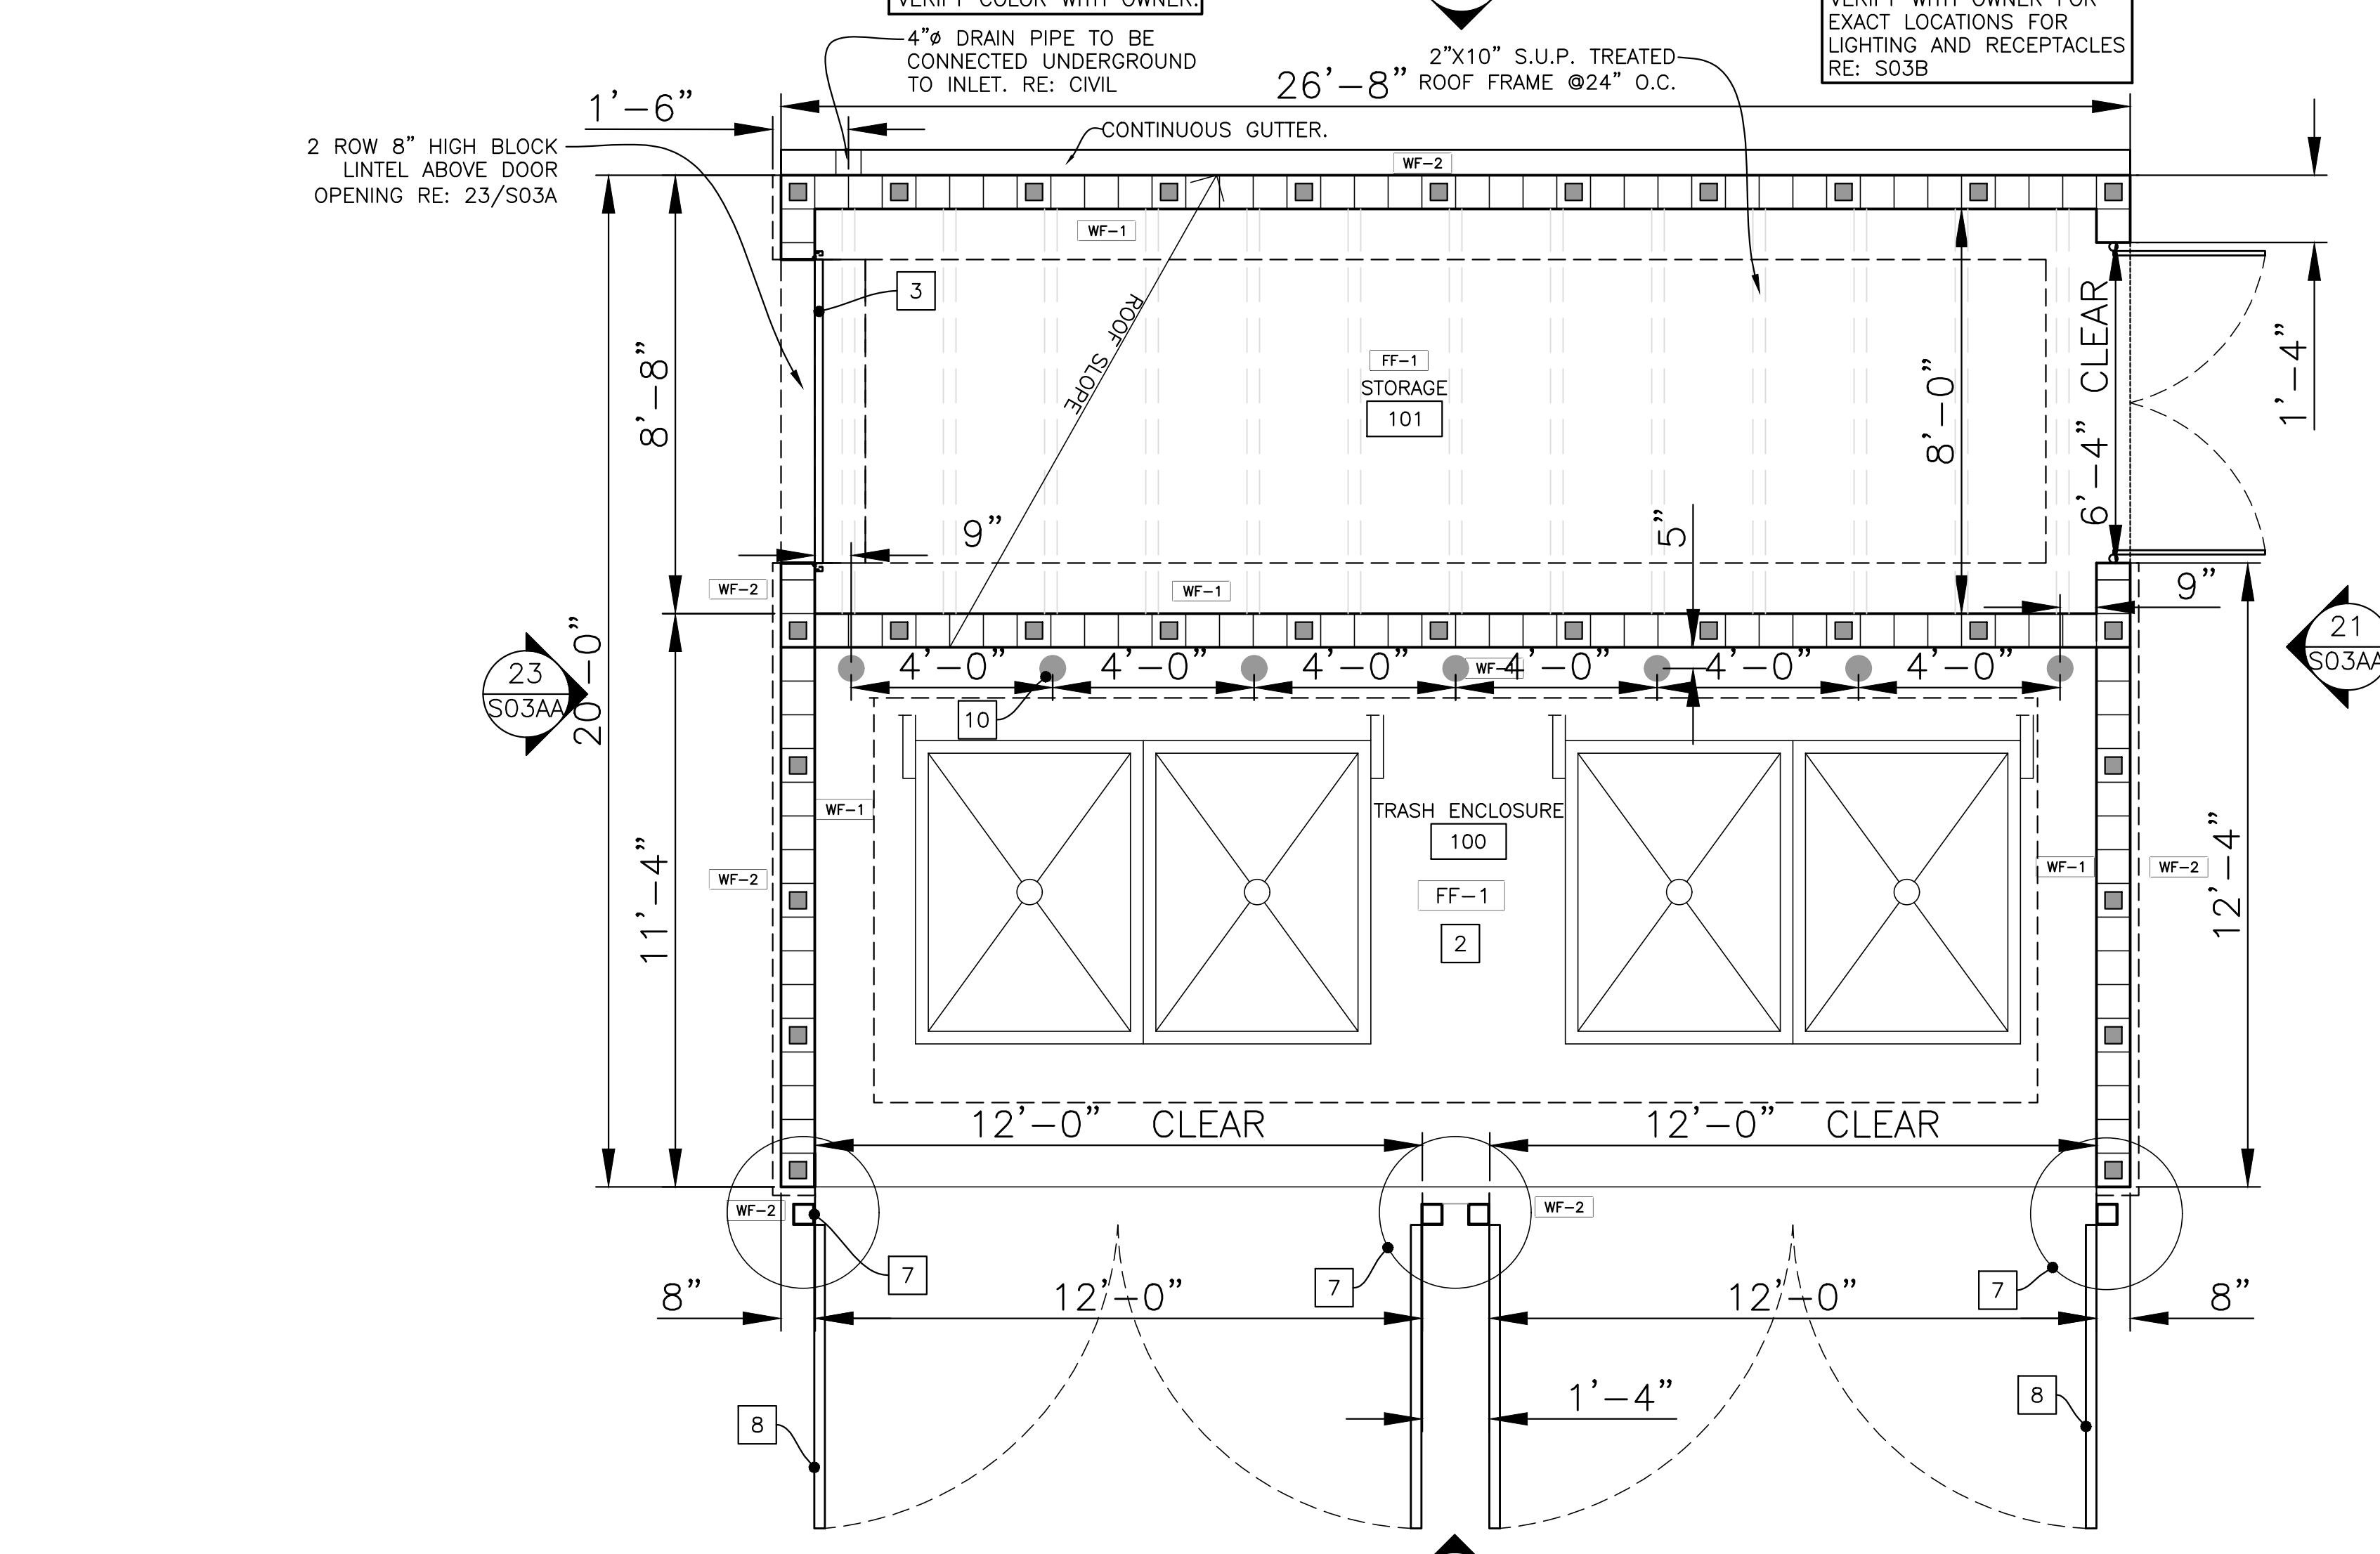 VERIFY COLOR WITH OWNER.
VERIFY WITH OWNER FOR
EXACT LOCATIONS FOR
LIGHTING AND RECEPTACLES
RE: S03B
4"ø DRAIN PIPE TO BE
CONNECTED UNDERGROUND
TO INLET. RE: CIVIL
2"X10" S.U.P. TREATED
ROOF FRAME @24" O.C.
26'-8"
1'-6"
CONTINUOUS GUTTER.
2 ROW 8" HIGH BLOCK
LINTEL ABOVE DOOR
OPENING RE: 23/S03A
WF-2
WF-1
3
ROOF SLOPE
FF-1
STORAGE
101
8'-8"
8'-0"
6'-4" CLEAR
1'-4"
9"
5"
WF-2
WF-1
9"
20'-0"
23
S03AA
21
S03AA
4'-0"
4'-0"
4'-0"
WF-1
4'-0"
4'-0"
4'-0"
10
TRASH ENCLOSURE
100
FF-1
2
WF-1
WF-2
WF-1
WF-2
11'-4"
12'-4"
12'-0" CLEAR
12'-0" CLEAR
WF-2
WF-2
7
7
7
8"
12'-0"
12'-0"
8"
1'-4"
8
8